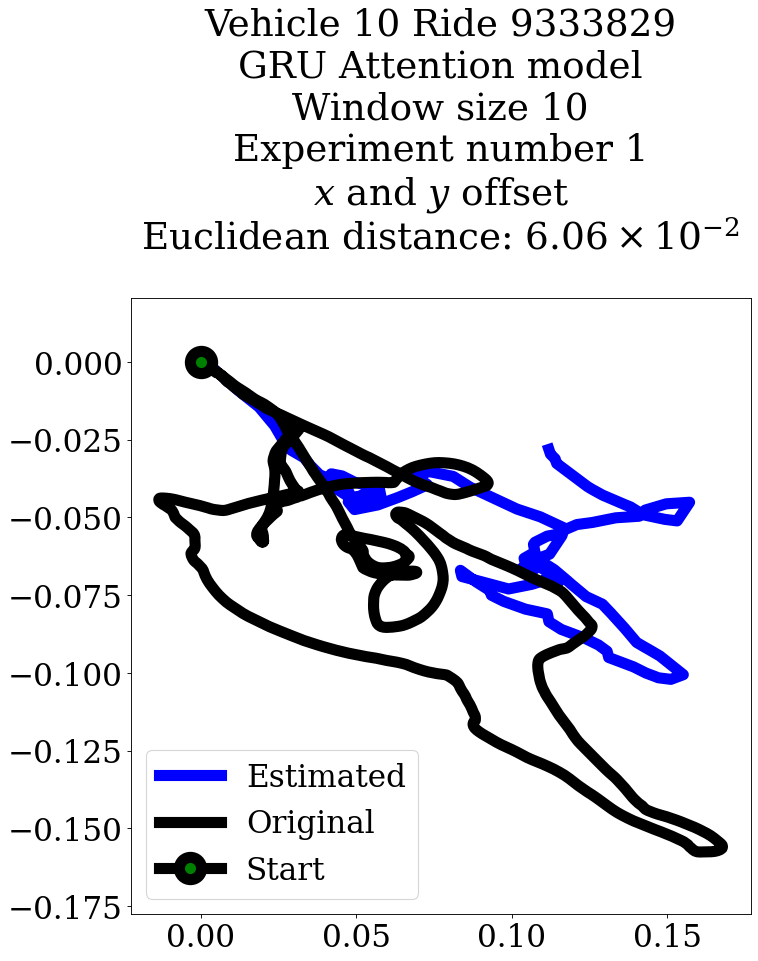 Vehicle 10 Ride 9333829
GRU Attention model
Window size 10
Experiment number 1
x and y offset
Euclidean distance: 6.06 × 10⁻²
0.000
−0.025
−0.050
−0.075
−0.100
−0.125
−0.150
−0.175
Estimated
Original
Start
0.00 0.05 0.10 0.15